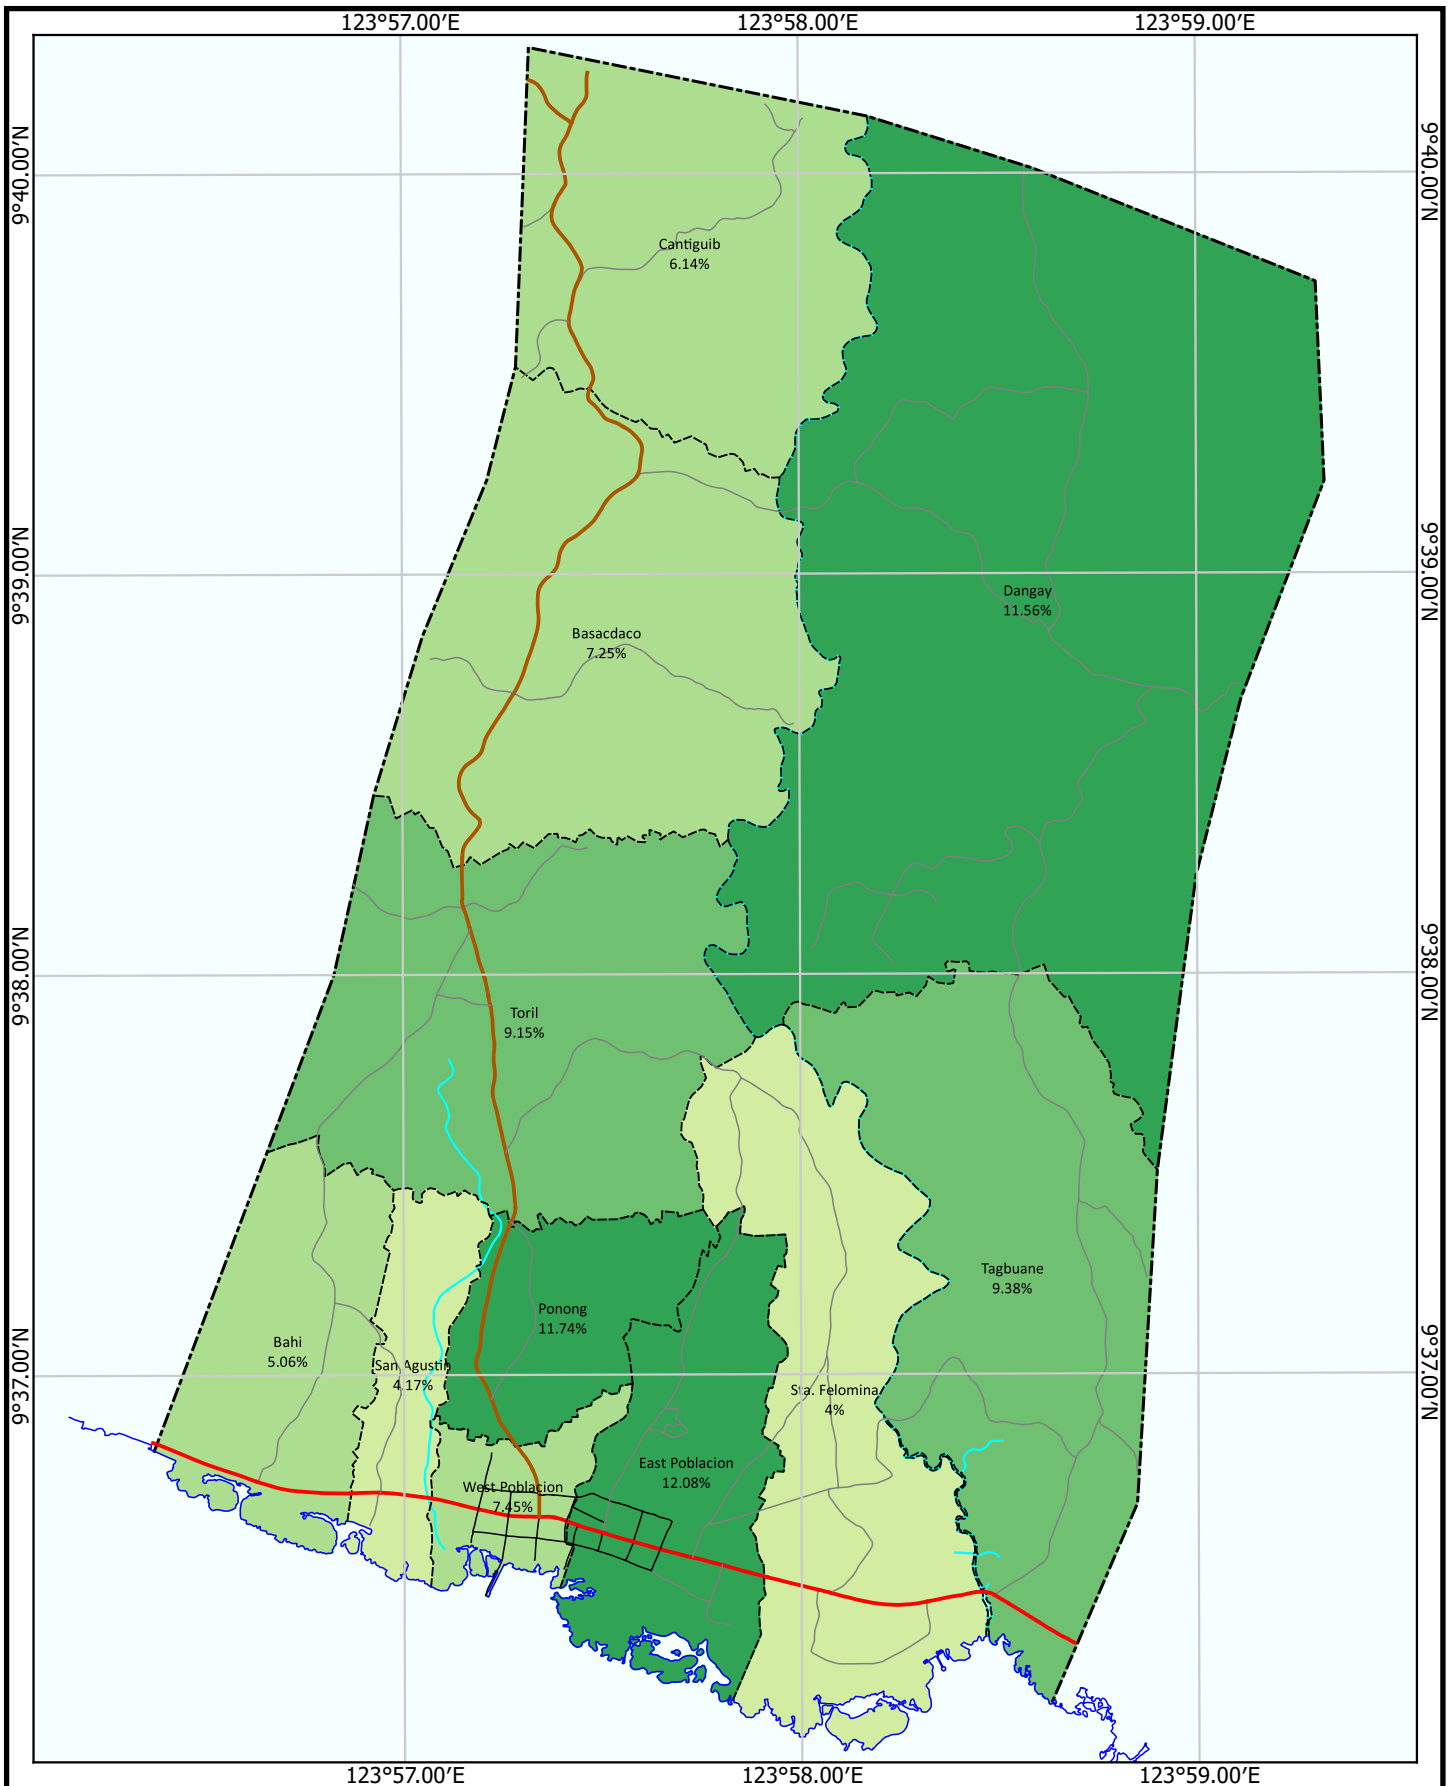 123°57.00′E
123°58.00′E
123°59.00′E
9°40.00′N
9°40.00′N
Cantiguib
6.14%
9°39.00′N
9°39.00′N
Dangay
11.56%
Basacdaco
7.25%
9°38.00′N
9°38.00′N
Toril
9.15%
Tagbuane
9.38%
Ponong
11.74%
Bahi
5.06%
9°37.00′N
9°37.00′N
San Agustin
4.17%
Sta. Felomina
4%
East Poblacion
12.08%
West Poblacion
7.45%
123°57.00′E
123°58.00′E
123°59.00′E